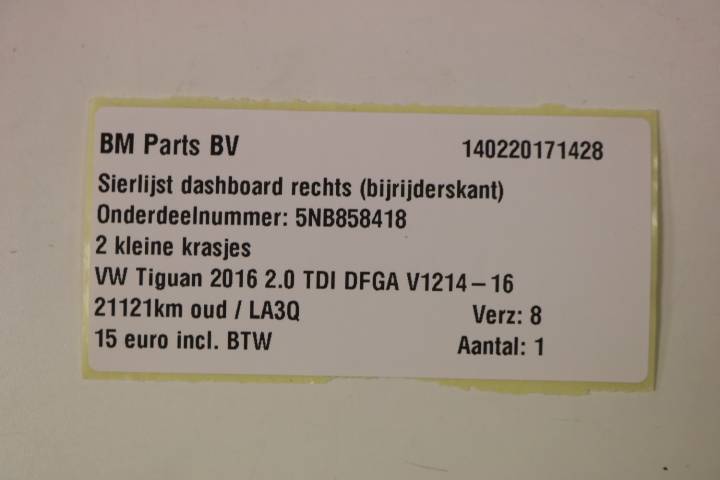 BM Parts BV 140220171428
Sierlijst dashboard rechts (bijrijderskant)
Onderdeelnummer: 5NB858418
2 kleine krasjes
VW Tiguan 2016 2.0 TDI DFGA V1214-16
21121km oud / LA3Q Verz: 8
15 euro incl. BTW Aantal: 1